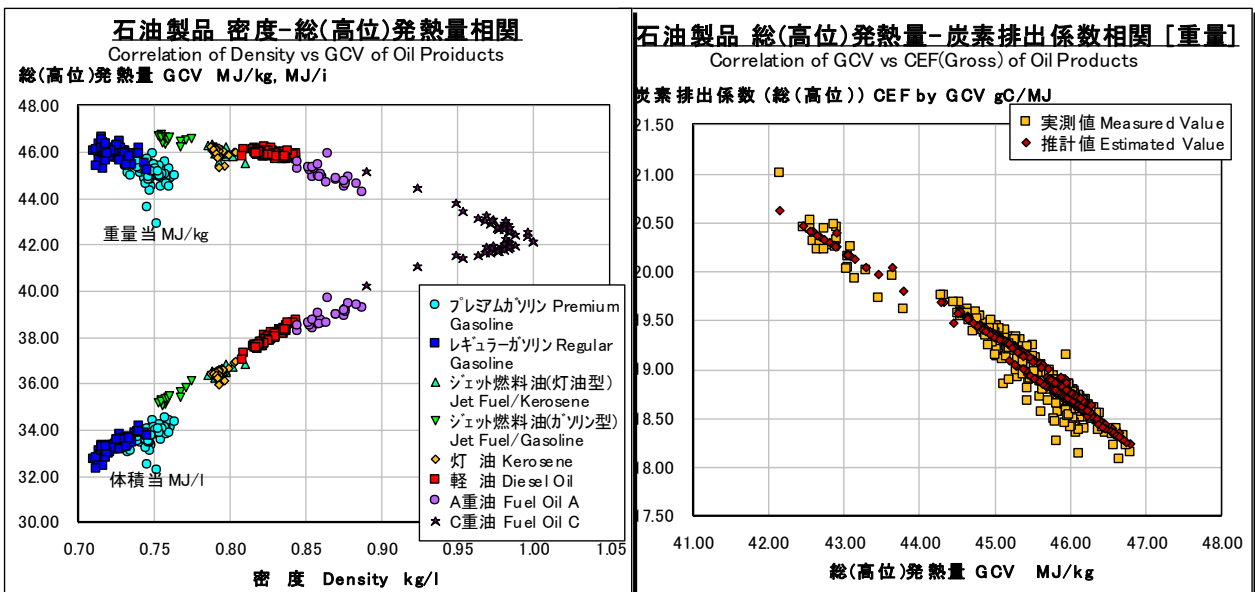 石油製品 密度-総(高位)発熱量相関
Correlation of Density vs GCV of Oil Proiducts
総(高位)発熱量 GCV MJ/kg, MJ/i
48.00
46.00
44.00
42.00
40.00
38.00
36.00
34.00
32.00
30.00
重量当 MJ/kg
体積当 MJ/l
プレミアムガソリン Premium
Gasoline
レギュラーガソリン Regular
Gasoline
ジェット燃料油(灯油型)
Jet Fuel/Kerosene
ジェット燃料油(ガソリン型)
Jet Fuel/Gasoline
灯 油 Kerosene
軽 油 Diesel Oil
A重油 Fuel Oil A
C重油 Fuel Oil C
0.70 0.75 0.80 0.85 0.90 0.95 1.00 1.05
密 度 Density kg/l
石油製品 総(高位)発熱量-炭素排出係数相関 [重量]
Correlation of GCV vs CEF(Gross) of Oil Products
炭素排出係数 (総(高位)) CEF by GCV gC/MJ
21.50
21.00
20.50
20.00
19.50
19.00
18.50
18.00
17.50
実測値 Measured Value
推計値 Estimated Value
41.00 42.00 43.00 44.00 45.00 46.00 47.00 48.00
総(高位)発熱量 GCV MJ/kg